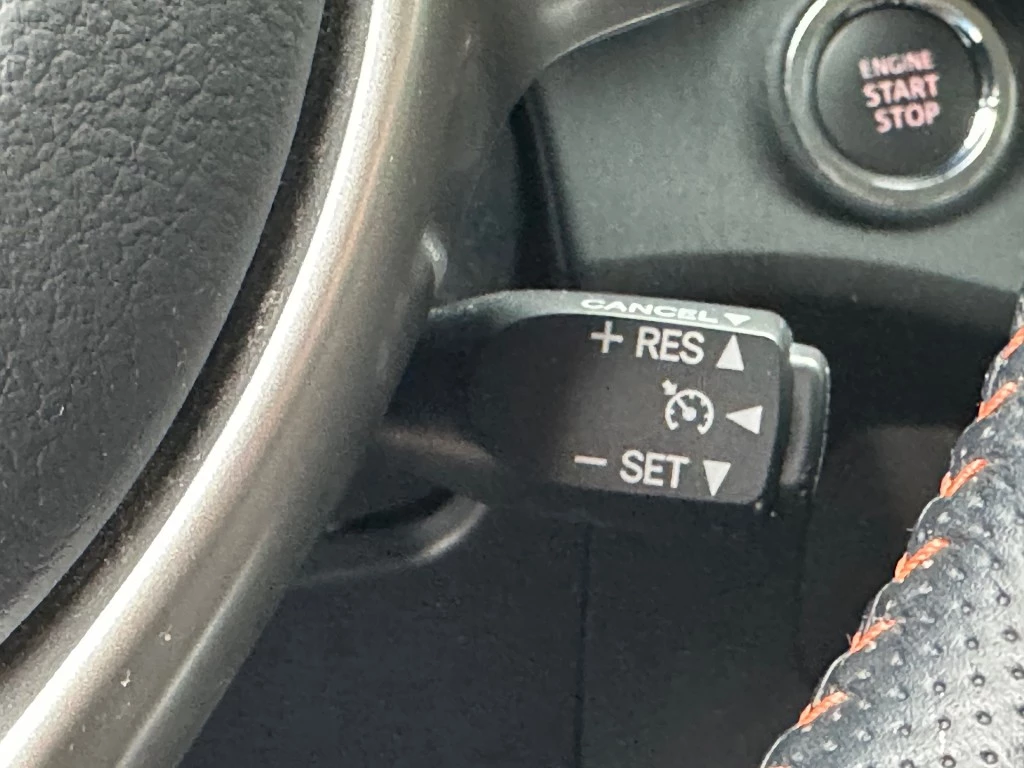 ENGINE
START
STOP
CANCEL ▼
+ RES ▲
◀
− SET ▼